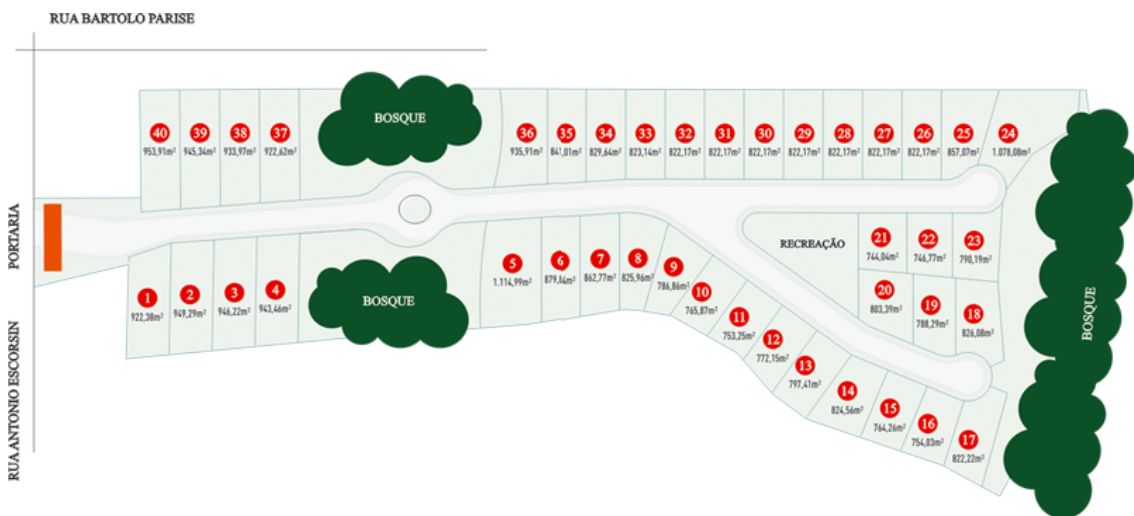 RUA BARTOLO PARISE
PORTARIA
RUA ANTONIO ESCORSIN
40
953,91m²
39
945,34m²
38
933,97m²
37
922,62m²
BOSQUE
36
935,91m²
35
841,01m²
34
829,64m²
33
823,14m²
32
822,17m²
31
822,17m²
30
822,17m²
29
822,17m²
28
822,17m²
27
822,17m²
26
822,17m²
25
857,07m²
24
1.078,08m²
1
922,38m²
2
949,29m²
3
946,22m²
4
943,46m²
BOSQUE
5
1.114,99m²
6
7
862,77m²
8
825,96m²
9
786,86m²
10
765,87m²
11
753,25m²
12
772,15m²
13
797,41m²
14
824,56m²
15
764,26m²
16
754,03m²
17
822,22m²
RECREAÇÃO
21
744,04m²
22
746,77m²
23
790,19m²
20
803,39m²
19
788,29m²
18
826,08m²
BOSQUE